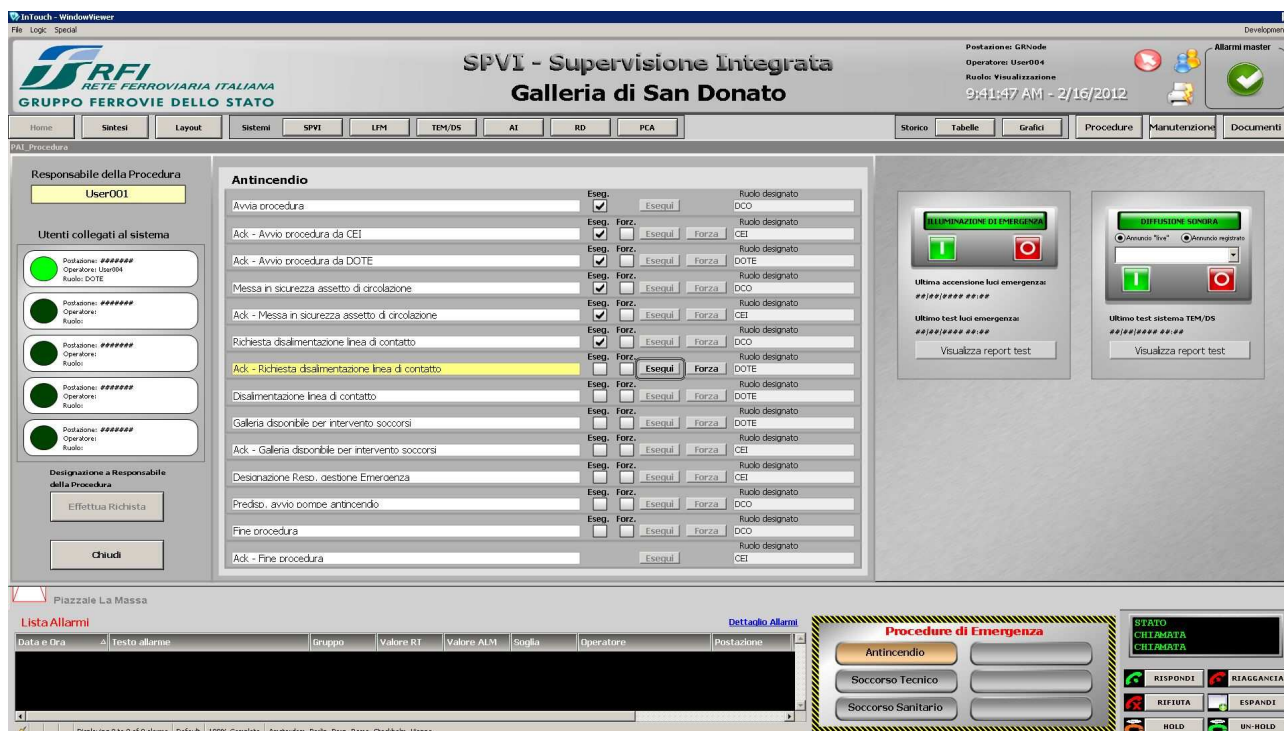 InTouch - WindowViewer
File Logic Special
Developmen
RFI
RETE FERROVIARIA ITALIANA
GRUPPO FERROVIE DELLO STATO
SPVI - Supervisione Integrata
Galleria di San Donato
Postazione: GRNode
Operatore: User004
Ruolo: Visualizzazione
9:41:47 AM - 2/16/2012
Allarmi master
Home Sintesi Layout Sistemi SPVI LFM TEM/DS AI RD PCA Storico Tabelle Grafici Procedure Manutenzione Documenti
PAI_Procedura
Responsabile della Procedura
User001
Utenti collegati al sistema
Postazione: #######
Operatore: User004
Ruolo: DOTE
Postazione: #######
Operatore:
Ruolo:
Postazione: #######
Operatore:
Ruolo:
Postazione: #######
Operatore:
Ruolo:
Postazione: #######
Operatore:
Ruolo:
Designazione a Responsabile
della Procedura
Effettua Richista
Chiudi
Antincendio
Eseg. Ruolo designato
Avvia procedura Esegui DCO
Eseg. Forz. Ruolo designato
Ack - Avvio procedura da CEI Esegui Forza CEI
Eseg. Forz. Ruolo designato
Ack - Avvio procedura da DOTE Esegui Forza DOTE
Eseg. Forz. Ruolo designato
Messa in sicurezza assetto di circolazione Esegui Forza DCO
Eseg. Forz. Ruolo designato
Ack - Messa in sicurezza assetto di circolazione Esegui Forza CEI
Eseg. Forz. Ruolo designato
Richiesta disalimentazione linea di contatto Esegui Forza DCO
Eseg. Forz. Ruolo designato
Ack - Richiesta disalimentazione linea di contatto Esegui Forza DOTE
Eseg. Forz. Ruolo designato
Disalimentazione linea di contatto Esegui Forza DOTE
Eseg. Forz. Ruolo designato
Galleria disponibile per intervento soccorsi Esegui Forza DOTE
Eseg. Forz. Ruolo designato
Ack - Galleria disponibile per intervento soccorsi Esegui Forza CEI
Eseg. Forz. Ruolo designato
Designazione Resp. gestione Emergenza Esegui Forza CEI
Eseg. Forz. Ruolo designato
Predisp. avvio pompe antincendio Esegui Forza DCO
Eseg. Forz. Ruolo designato
Fine procedura Esegui Forza DCO
Ruolo designato
Ack - Fine procedura Esegui CEI
ILLUMINAZIONE DI EMERGENZA
Ultima accensione luci emergenza:
##/##/#### ##:##
Ultimo test luci emergenza:
##/##/#### ##:##
Visualizza report test
DIFFUSIONE SONORA
Annuncio "live" Annuncio registrato
Ultimo test sistema TEM/DS
##/##/#### ##:##
Visualizza report test
Piazzale La Massa
Lista Allarmi
Dettaglio Allarmi
Data e Ora Testo allarme Gruppo Valore RT Valore ALM Soglia Operatore Postazione
Procedure di Emergenza
Antincendio
Soccorso Tecnico
Soccorso Sanitario
STATO
CHIAMATA
CHIAMATA
RISPONDI RIAGGANCIA
RIFIUTA ESPANDI
HOLD UN-HOLD